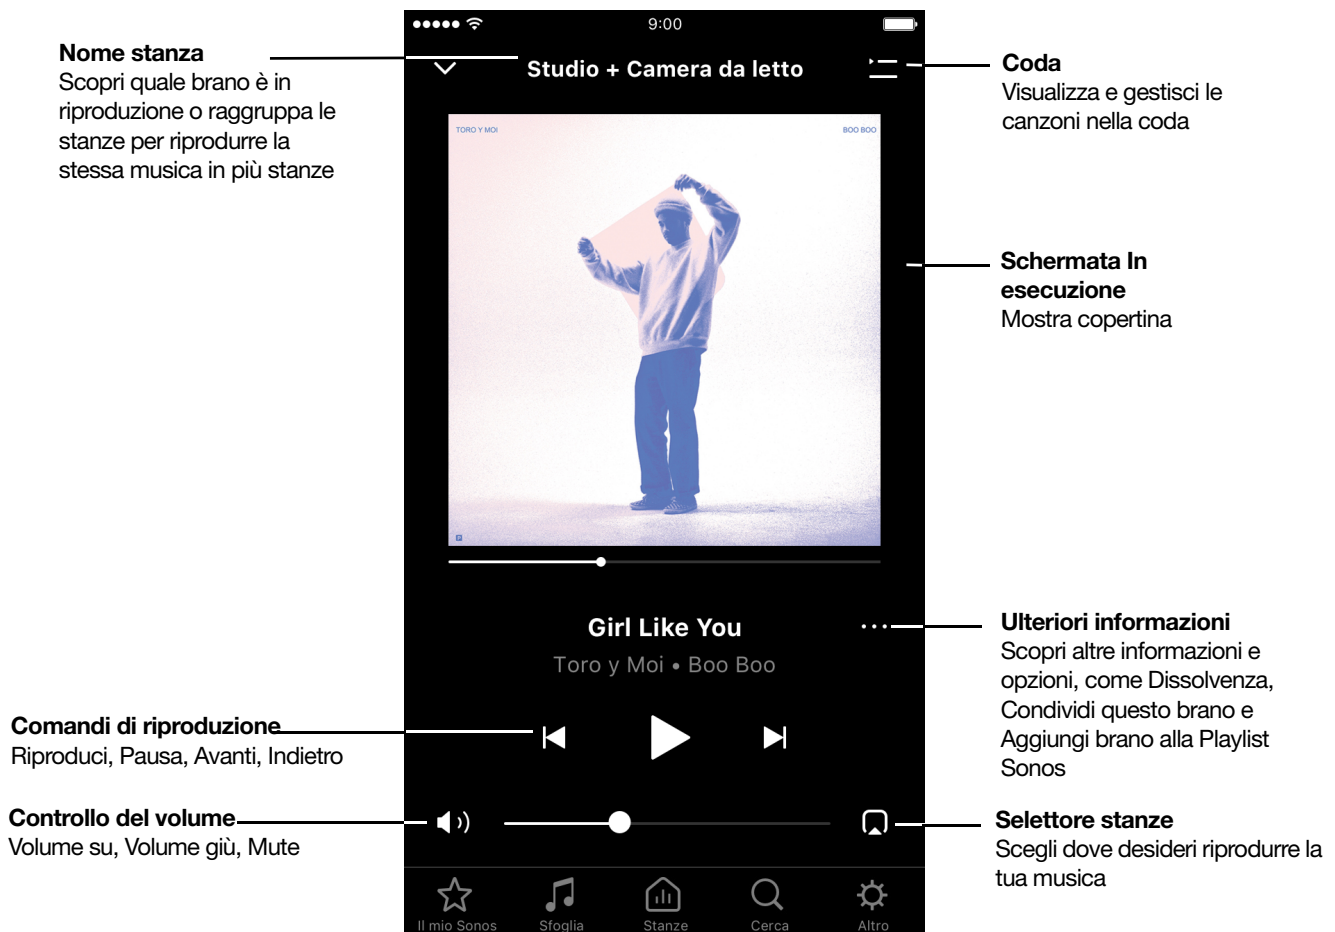 9:00
Nome stanza
Scopri quale brano è in
riproduzione o raggruppa le
stanze per riprodurre la
stessa musica in più stanze
Studio + Camera da letto
Coda
Visualizza e gestisci le
canzoni nella coda
TORO Y MOI
BOO BOO
Schermata In
esecuzione
Mostra copertina
Girl Like You
Toro y Moi • Boo Boo
Ulteriori informazioni
Scopri altre informazioni e
opzioni, come Dissolvenza,
Condividi questo brano e
Aggiungi brano alla Playlist
Sonos
Comandi di riproduzione
Riproduci, Pausa, Avanti, Indietro
Controllo del volume
Volume su, Volume giù, Mute
Selettore stanze
Scegli dove desideri riprodurre la
tua musica
Il mio Sonos
Sfoglia
Stanze
Cerca
Altro